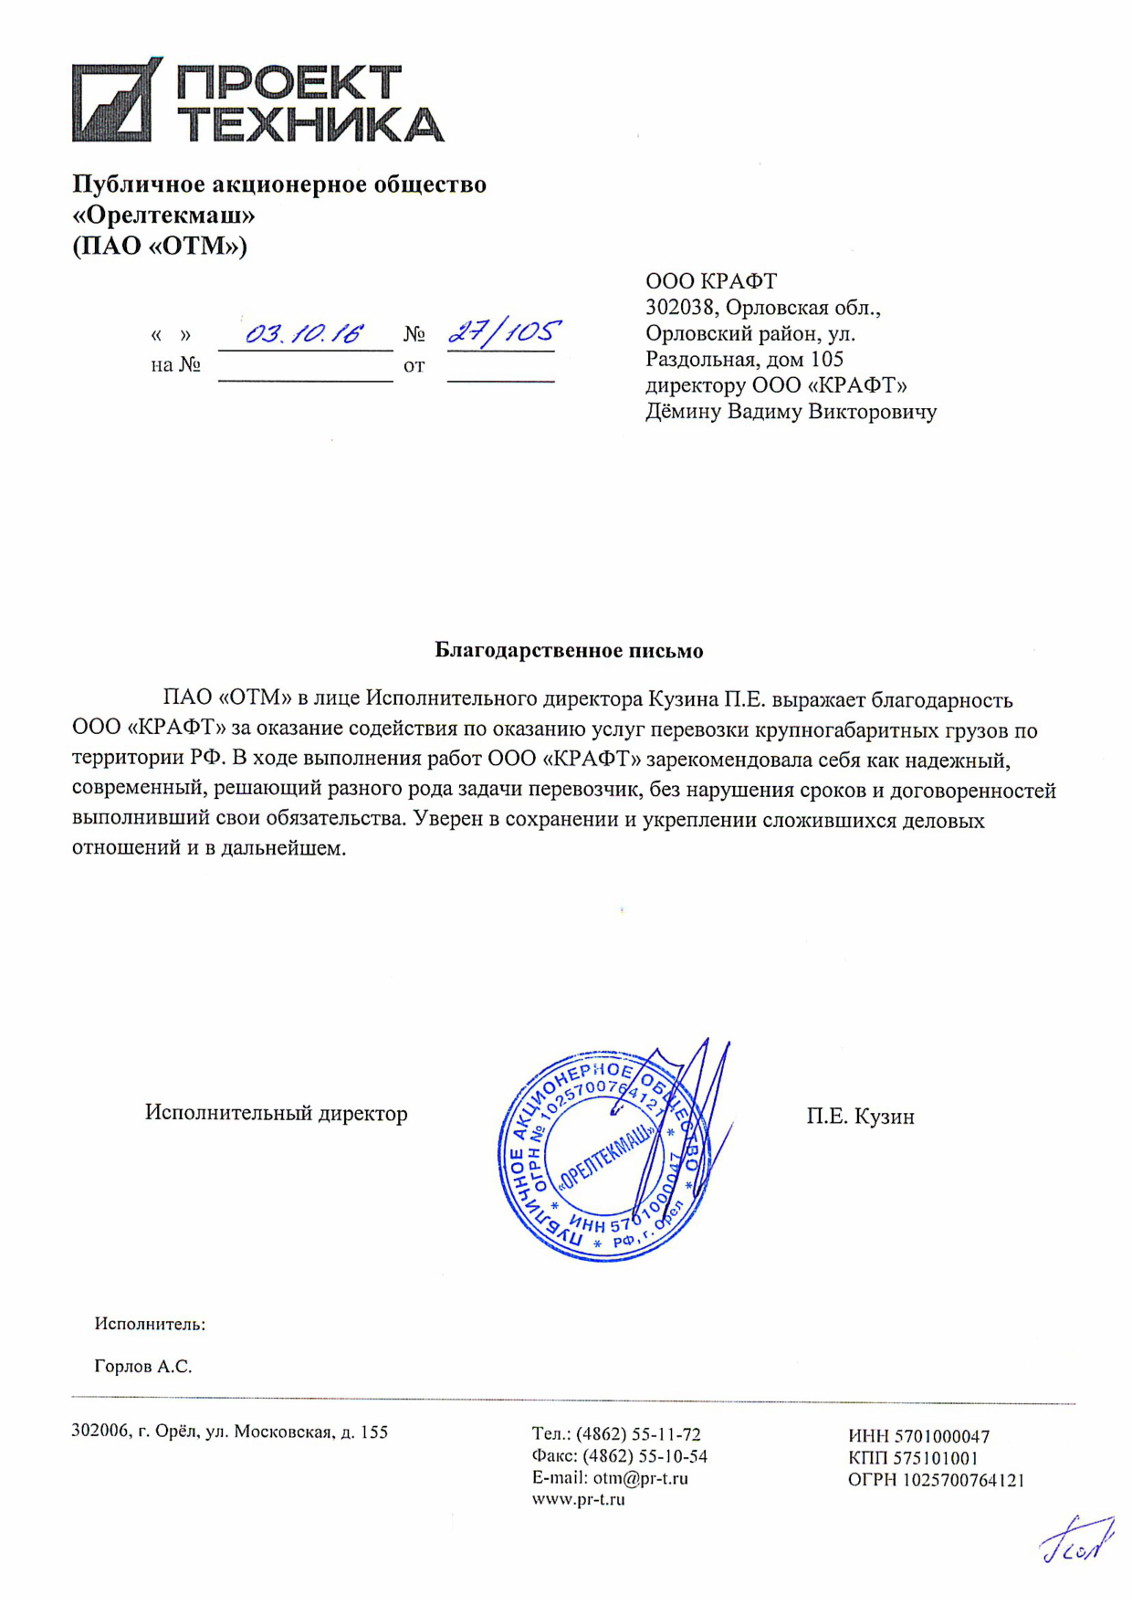 ПРОЕКТ
ТЕХНИКА
Публичное акционерное общество
«Орелтекмаш»
(ПАО «ОТМ»)
« » 03.10.16 № 27/105
на № от
ООО КРАФТ
302038, Орловская обл.,
Орловский район, ул.
Раздольная, дом 105
директору ООО «КРАФТ»
Дёмину Вадиму Викторовичу
Благодарственное письмо
ПАО «ОТМ» в лице Исполнительного директора Кузина П.Е. выражает благодарность
ООО «КРАФТ» за оказание содействия по оказанию услуг перевозки крупногабаритных грузов по
территории РФ. В ходе выполнения работ ООО «КРАФТ» зарекомендовала себя как надежный,
современный, решающий разного рода задачи перевозчик, без нарушения сроков и договоренностей
выполнивший свои обязательства. Уверен в сохранении и укреплении сложившихся деловых
отношений и в дальнейшем.
Исполнительный директор
ПУБЛИЧНОЕ АКЦИОНЕРНОЕ ОБЩЕСТВО
* РФ, г. Орёл *
ОГРН № 1025700764121
* ИНН 5701000047 *
«ОРЕЛТЕКМАШ»
П.Е. Кузин
Исполнитель:
Горлов А.С.
302006, г. Орёл, ул. Московская, д. 155
Тел.: (4862) 55-11-72
Факс: (4862) 55-10-54
E-mail: otm@pr-t.ru
www.pr-t.ru
ИНН 5701000047
КПП 575101001
ОГРН 1025700764121